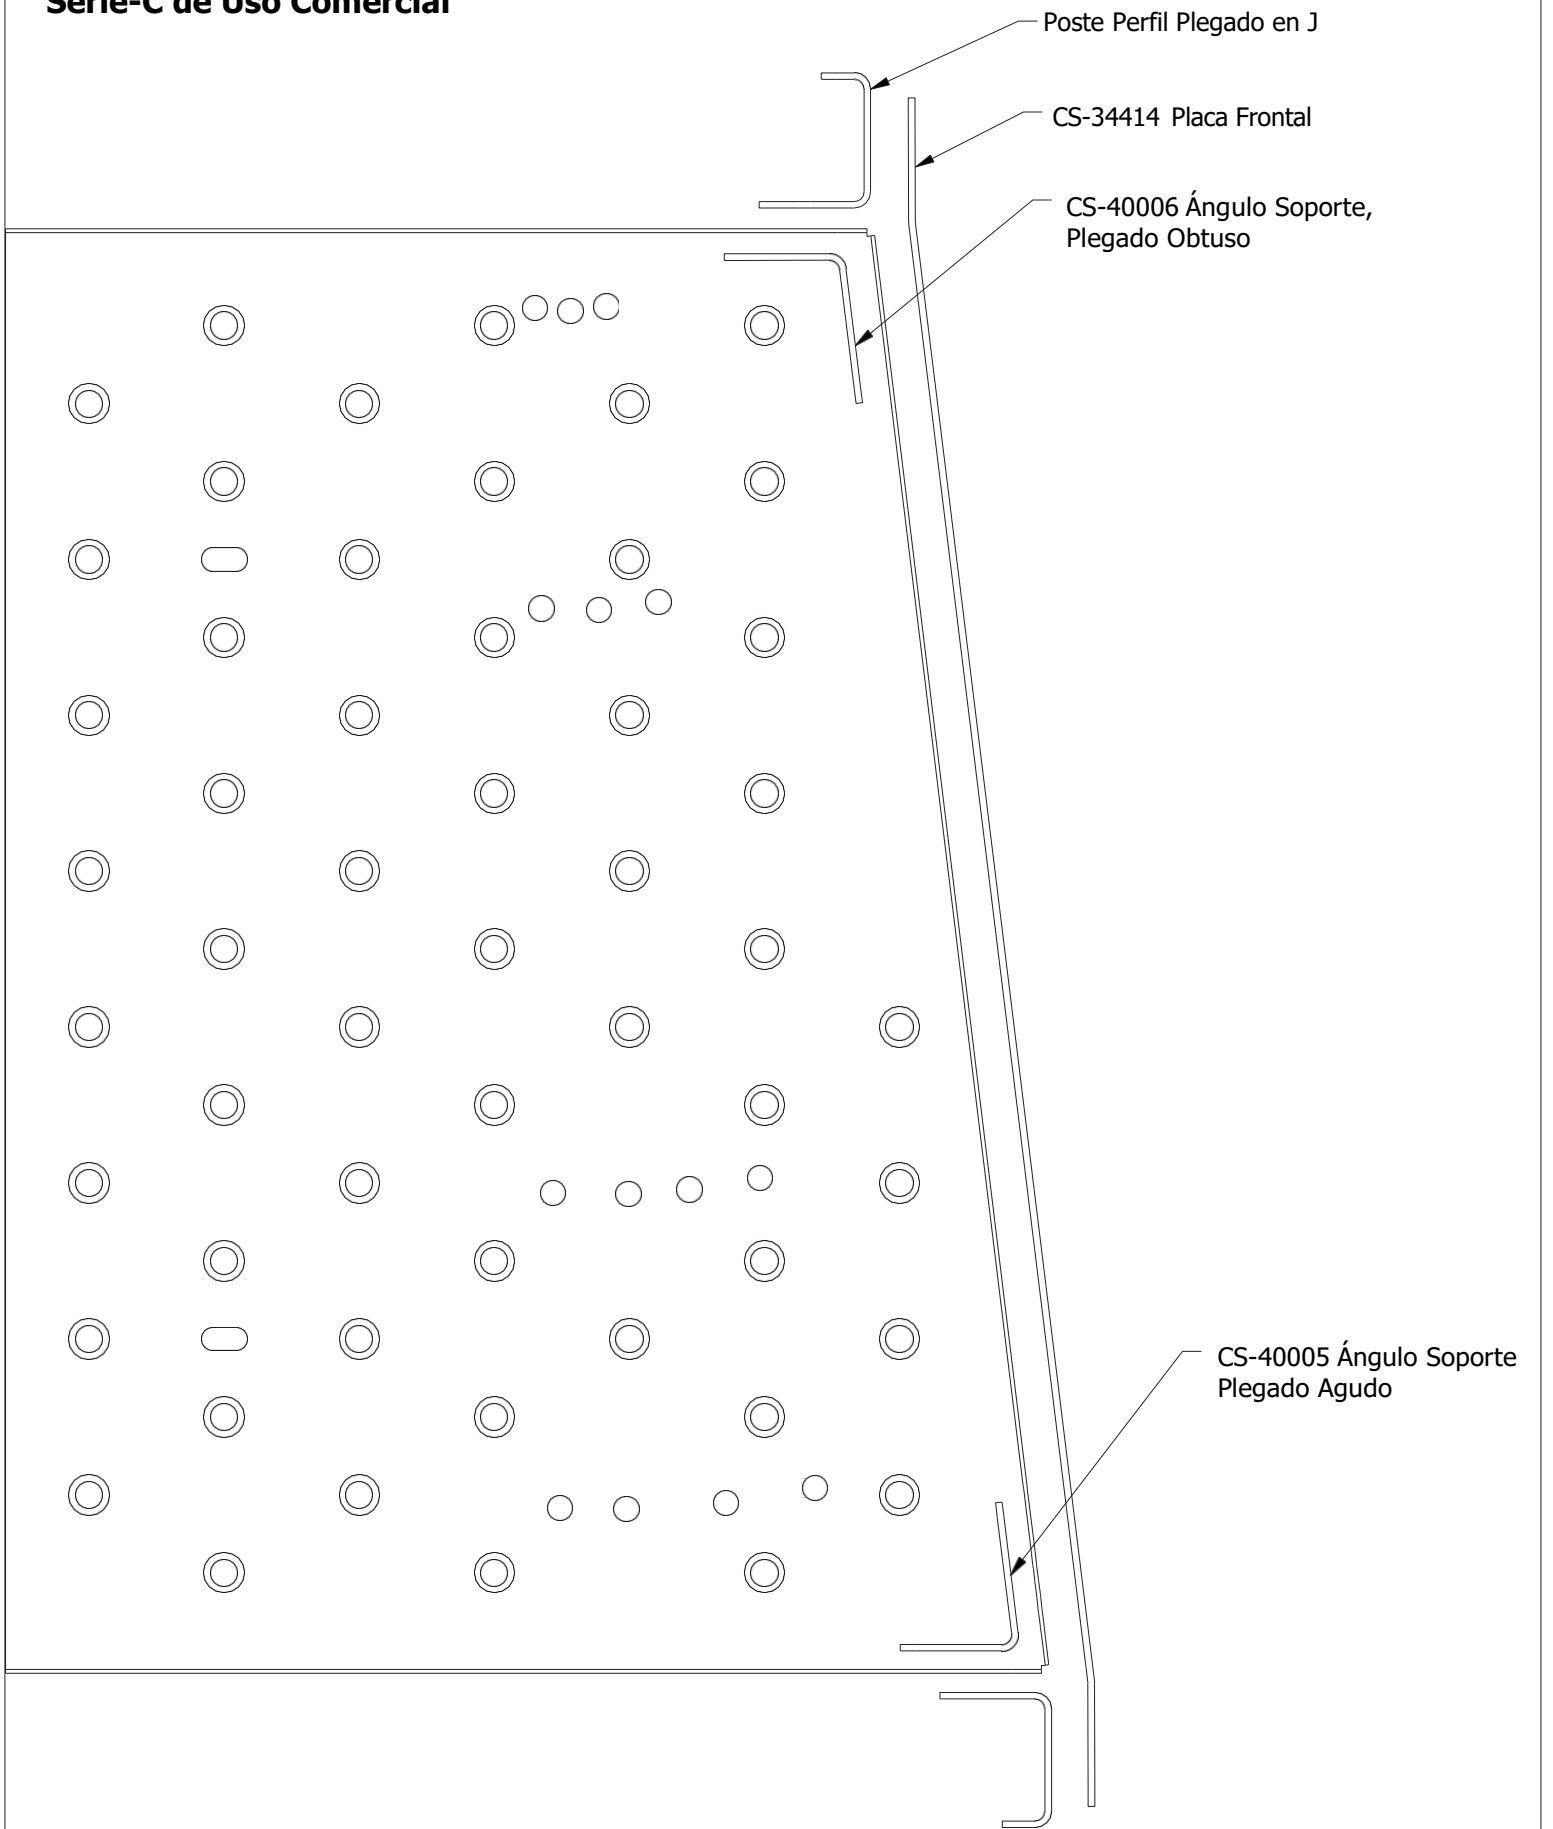 Serie-C de Uso Comercial
Poste Perfil Plegado en J
CS-34414 Placa Frontal
CS-40006 Ángulo Soporte,
Plegado Obtuso
CS-40005 Ángulo Soporte
Plegado Agudo